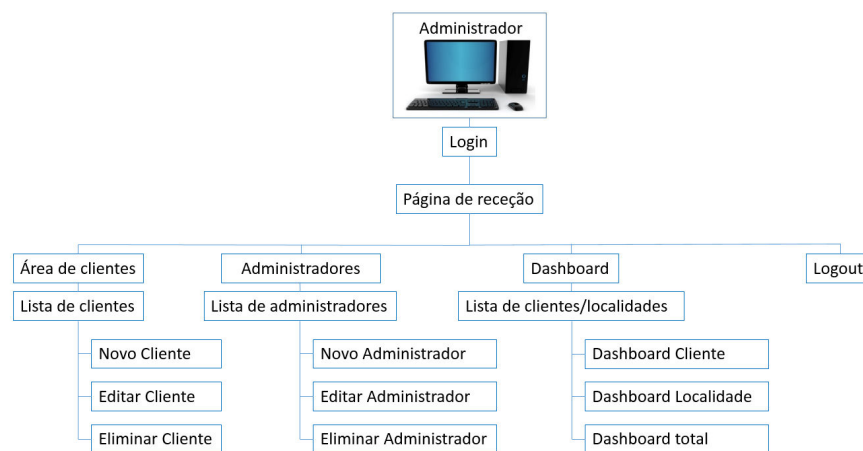 Administrador
Login
Página de receção
Área de clientes
Administradores
Dashboard
Logout
Lista de clientes
Lista de administradores
Lista de clientes/localidades
Novo Cliente
Novo Administrador
Dashboard Cliente
Editar Cliente
Editar Administrador
Dashboard Localidade
Eliminar Cliente
Eliminar Administrador
Dashboard total